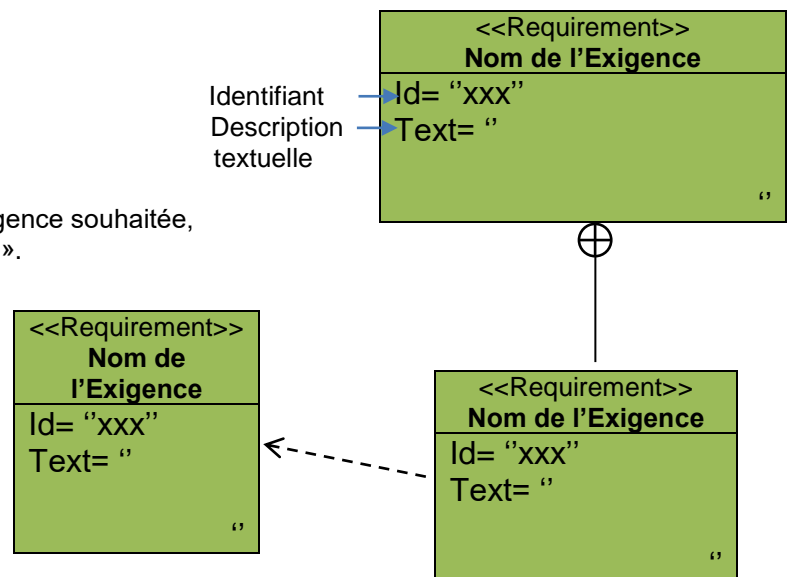 <<Requirement>>
Nom de l’Exigence
Identifiant
Id= ‘’xxx’’
Description
textuelle
Text= ‘’
‘’
gence souhaitée,
».
<<Requirement>>
Nom de
l’Exigence
Id= ‘’xxx’’
Text= ‘’
‘’
<<Requirement>>
Nom de l’Exigence
Id= ‘’xxx’’
Text= ‘’
‘’